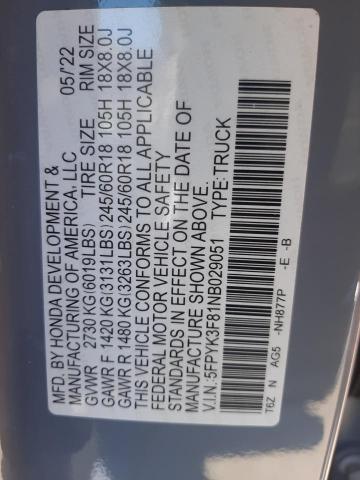 MFD. BY HONDA DEVELOPMENT &
MANUFACTURING OF AMERICA, LLC 05/22
GVWR 2730 KG(6019LBS) TIRE SIZE RIM SIZE
GAWR F 1420 KG(3131LBS) 245/60R18 105H 18X8.0J
GAWR R 1480 KG(3263LBS) 245/60R18 105H 18X8.0J
THIS VEHICLE CONFORMS TO ALL APPLICABLE
FEDERAL MOTOR VEHICLE SAFETY
STANDARDS IN EFFECT ON THE DATE OF
MANUFACTURE SHOWN ABOVE.
V.I.N.:5FPYK3F81NB029051 TYPE:TRUCK
T6Z N AG5 -NH877P -E -B